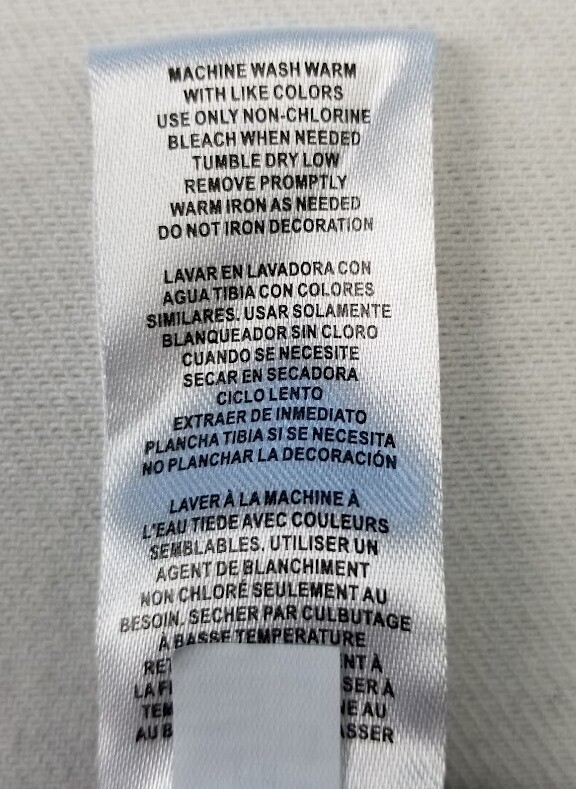 MACHINE WASH WARM
WITH LIKE COLORS
USE ONLY NON-CHLORINE
BLEACH WHEN NEEDED
TUMBLE DRY LOW
REMOVE PROMPTLY
WARM IRON AS NEEDED
DO NOT IRON DECORATION
LAVAR EN LAVADORA CON
AGUA TIBIA CON COLORES
SIMILARES. USAR SOLAMENTE
BLANQUEADOR SIN CLORO
CUANDO SE NECESITE
SECAR EN SECADORA
CICLO LENTO
EXTRAER DE INMEDIATO
PLANCHA TIBIA SI SE NECESITA
NO PLANCHAR LA DECORACIÓN
LAVER À LA MACHINE À
L'EAU TIEDE AVEC COULEURS
SEMBLABLES. UTILISER UN
AGENT DE BLANCHIMENT
NON CHLORÉ SEULEMENT AU
BESOIN. SECHER PAR CULBUTAGE
À BASSE TEMPERATURE
À
LA
AU
AU